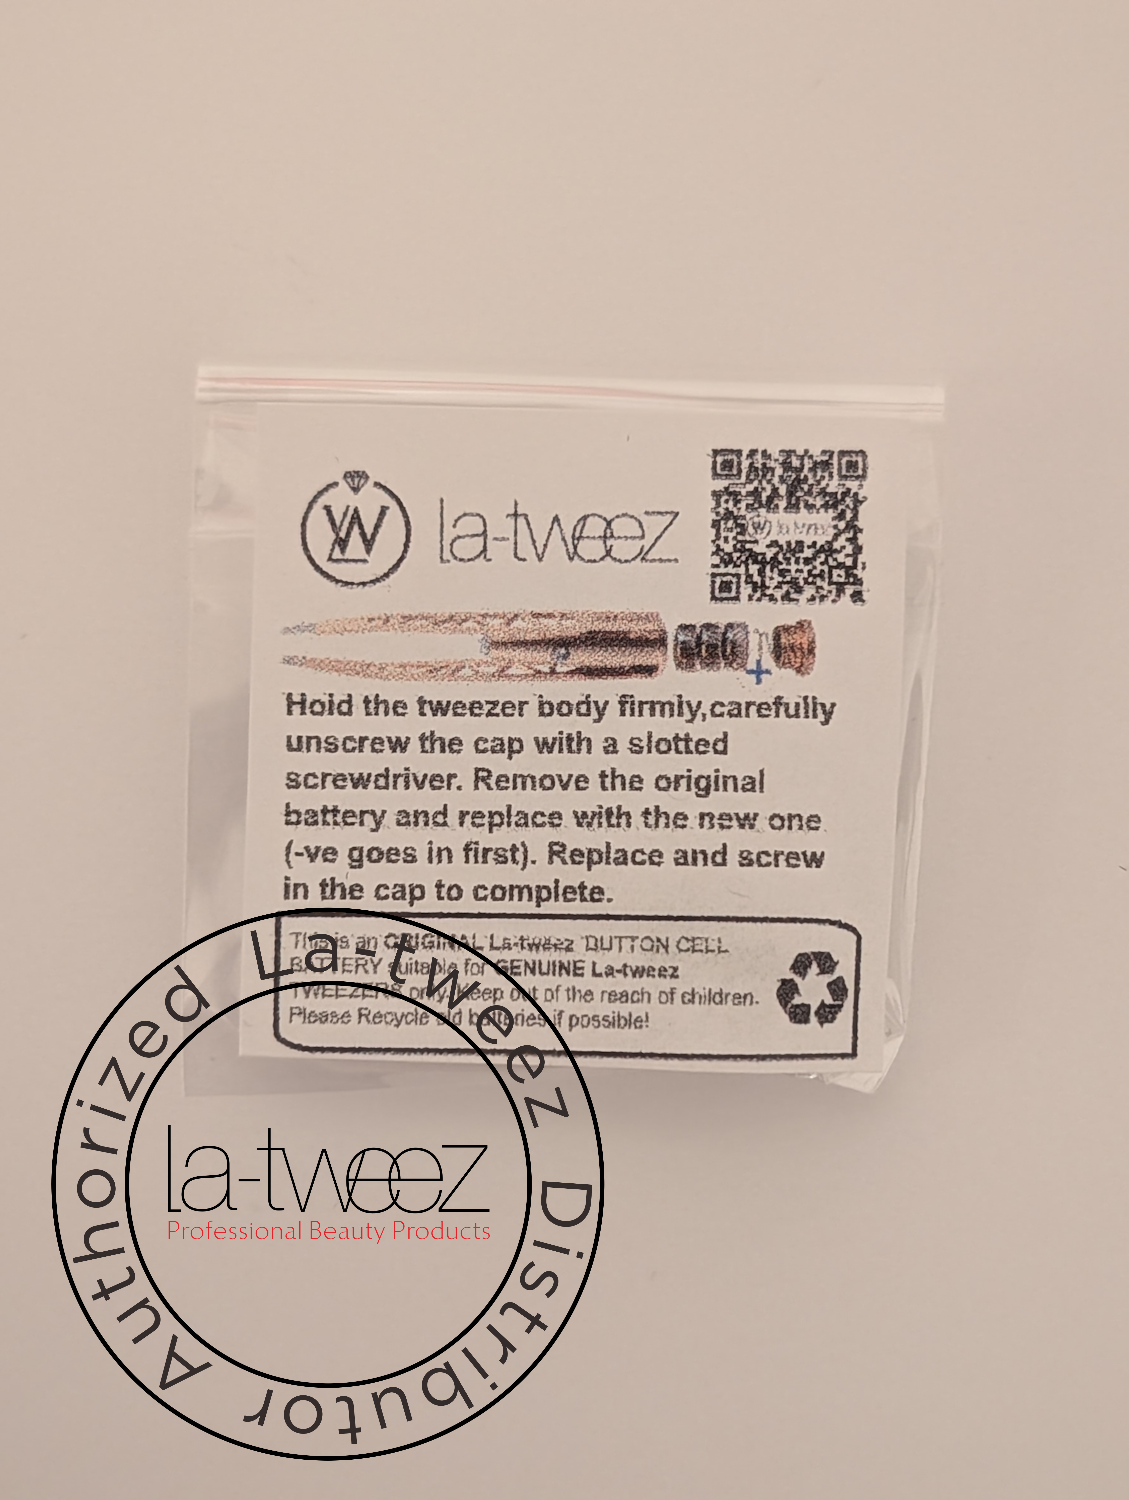 la-tweez
Hold the tweezer body firmly,carefully
unscrew the cap with a slotted
screwdriver. Remove the original
battery and replace with the new one
(-ve goes in first). Replace and screw
in the cap to complete.
This is an ORIGINAL La-tweez BUTTON CELL
BATTERY suitable for GENUINE La-tweez
TWEEZERS only. Keep out of the reach of children.
Please Recycle old batteries if possible!
Authorized La-tweez Distributor
la-tweez
Professional Beauty Products